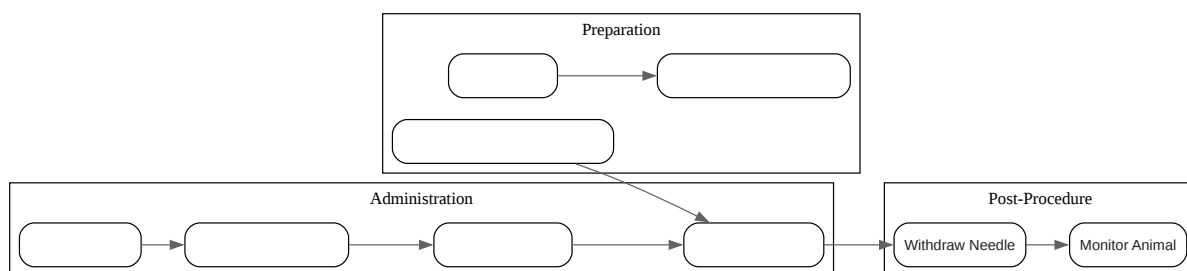 Preparation
Administration
Post-Procedure
Withdraw Needle
Monitor Animal